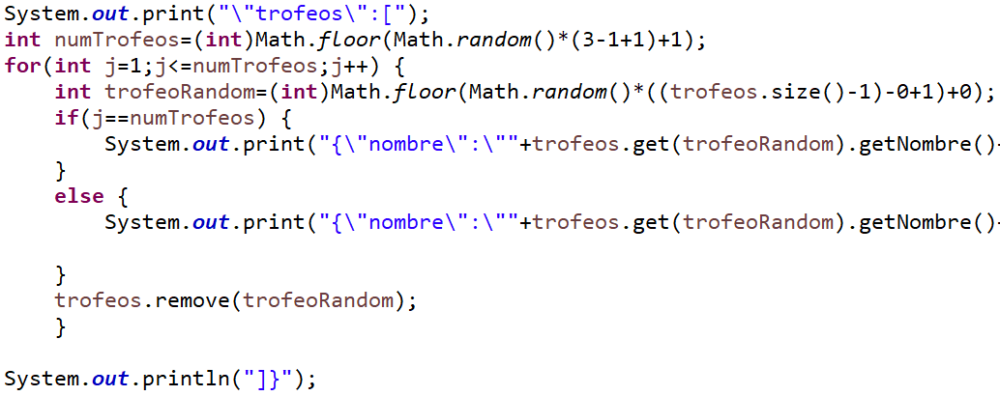 System.out.print("\"trofeos\":[");
int numTrofeos=(int)Math.floor(Math.random()*(3-1+1)+1);
for(int j=1;j<=numTrofeos;j++) {
    int trofeoRandom=(int)Math.floor(Math.random()*((trofeos.size()-1)-0+1)+0);
    if(j==numTrofeos) {
        System.out.print("{\"nombre\":\""+trofeos.get(trofeoRandom).getNombre()+
    }
    else {
        System.out.print("{\"nombre\":\""+trofeos.get(trofeoRandom).getNombre()+
    }
    trofeos.remove(trofeoRandom);
    }
System.out.println("]}");